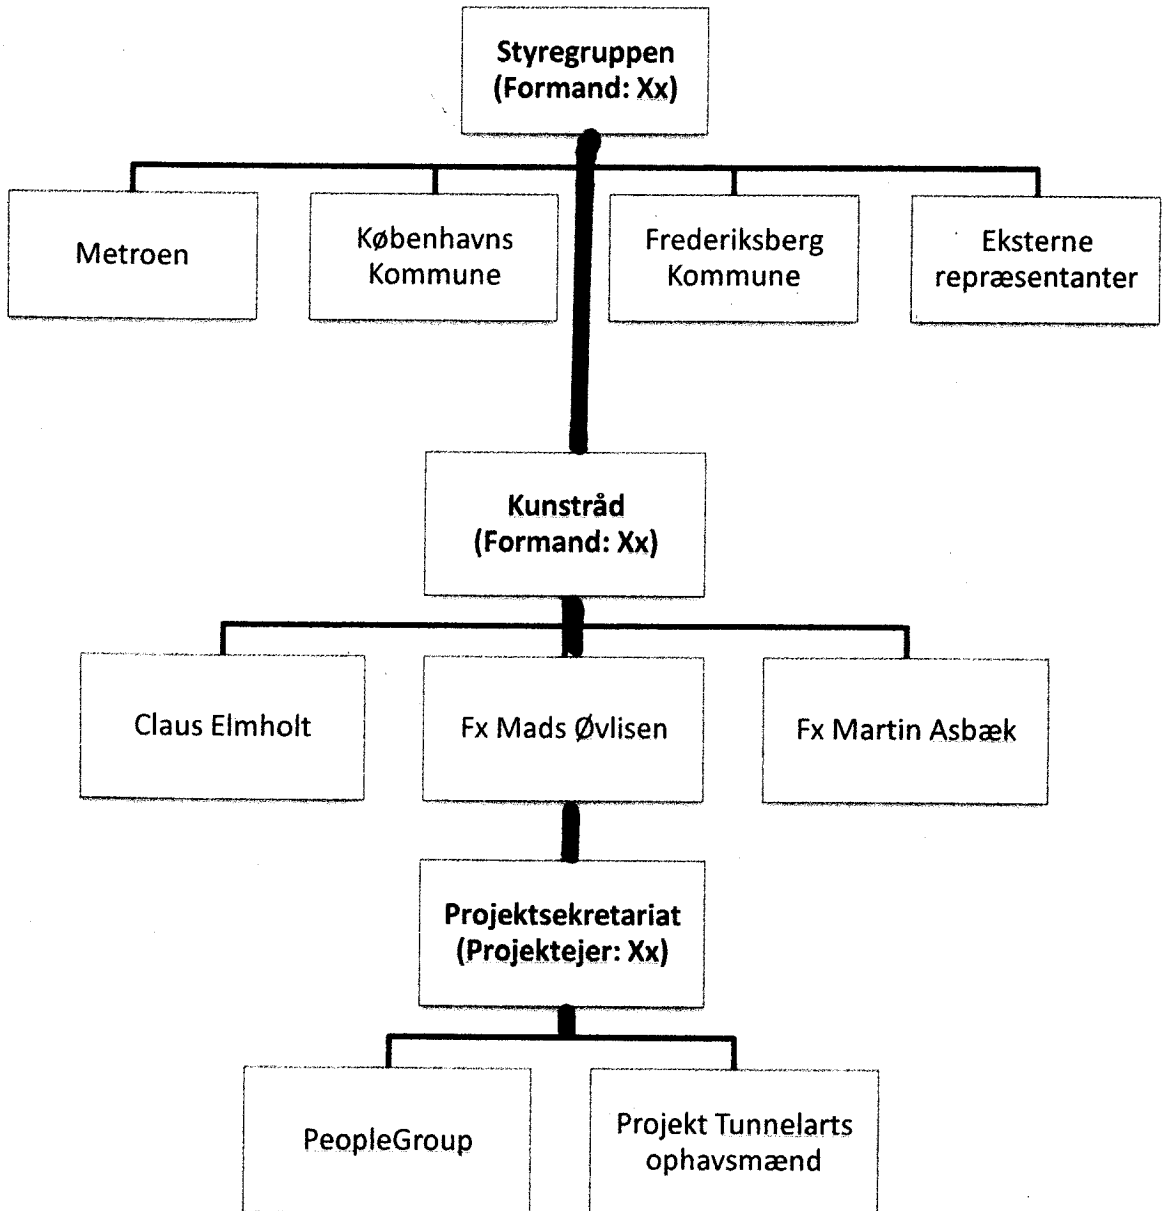 Styregruppen
(Formand: Xx)
Metroen
Københavns
Kommune
Frederiksberg
Kommune
Eksterne
repræsentanter
Kunstråd
(Formand: Xx)
Claus Elmholt
Fx Mads Øvlisen
Fx Martin Asbæk
Projektsekretariat
(Projektejer: Xx)
PeopleGroup
Projekt Tunnelarts
ophavsmænd